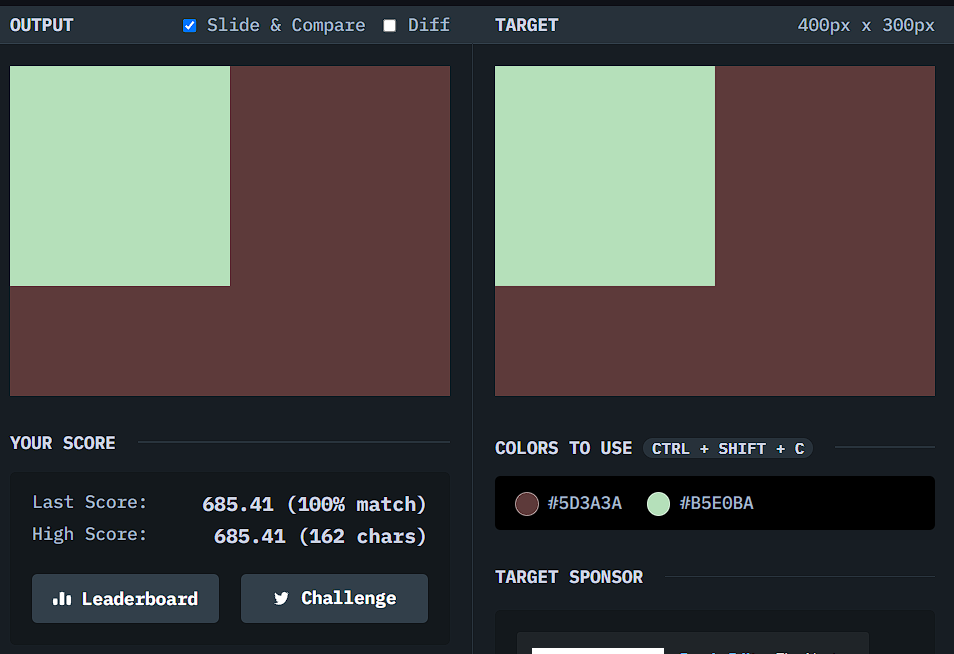 OUTPUT Slide & Compare Diff
TARGET 400px x 300px
YOUR SCORE
Last Score: 685.41 (100% match)
High Score: 685.41 (162 chars)
Leaderboard Challenge
COLORS TO USE CTRL + SHIFT + C
#5D3A3A #B5E0BA
TARGET SPONSOR